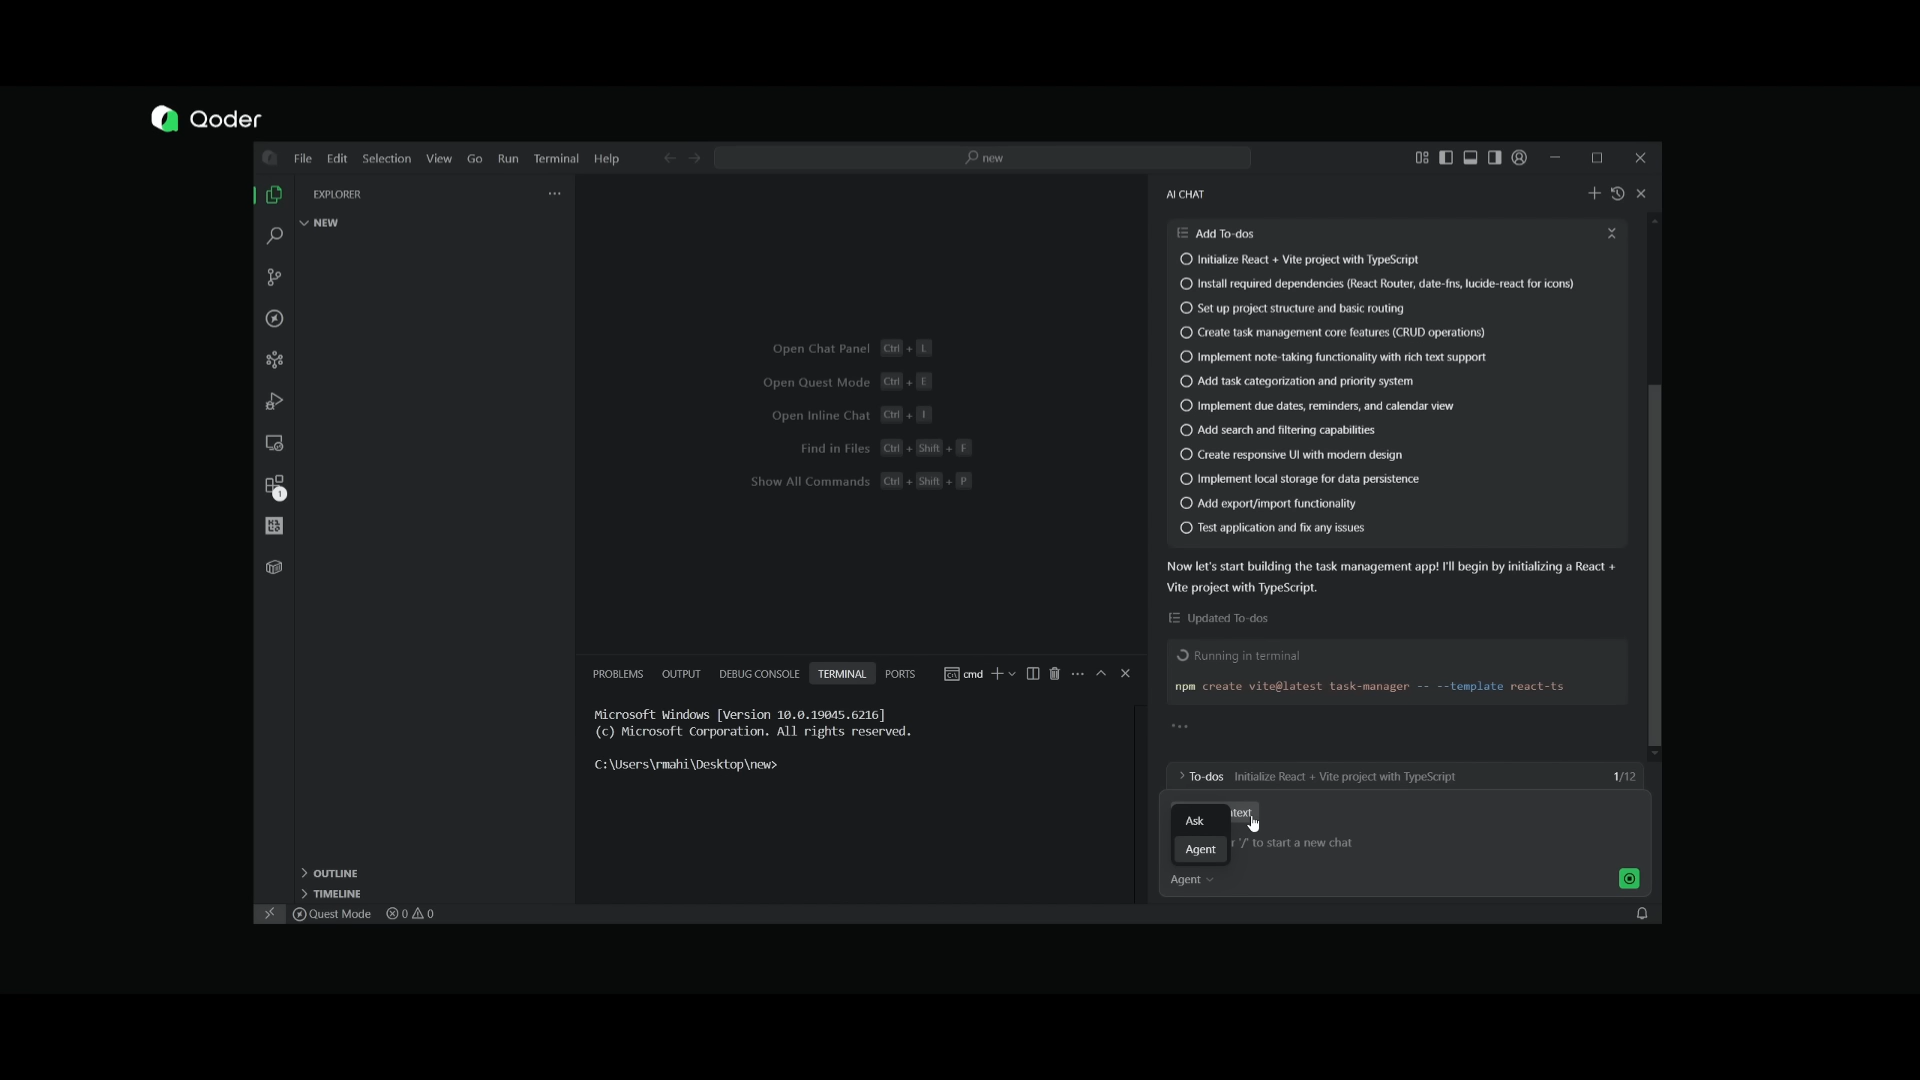 Qoder
File Edit Selection View Go Run Terminal Help
new
EXPLORER
NEW
OUTLINE
TIMELINE
1
Open Chat Panel Ctrl + L
Open Quest Mode Ctrl + E
Open Inline Chat Ctrl + I
Find in Files Ctrl + Shift + F
Show All Commands Ctrl + Shift + P
PROBLEMS OUTPUT DEBUG CONSOLE TERMINAL PORTS cmd
Microsoft Windows [Version 10.0.19045.6216]
(c) Microsoft Corporation. All rights reserved.
C:\Users\rmahi\Desktop\new>
AI CHAT
Add To-dos
Initialize React + Vite project with TypeScript
Install required dependencies (React Router, date-fns, lucide-react for icons)
Set up project structure and basic routing
Create task management core features (CRUD operations)
Implement note-taking functionality with rich text support
Add task categorization and priority system
Implement due dates, reminders, and calendar view
Add search and filtering capabilities
Create responsive UI with modern design
Implement local storage for data persistence
Add export/import functionality
Test application and fix any issues
Now let's start building the task management app! I'll begin by initializing a React +
Vite project with TypeScript.
Updated To-dos
Running in terminal
npm create vite@latest task-manager -- --template react-ts
To-dos Initialize React + Vite project with TypeScript 1/12
Ask
Agent
'/' to start a new chat
Agent
Quest Mode 0 0